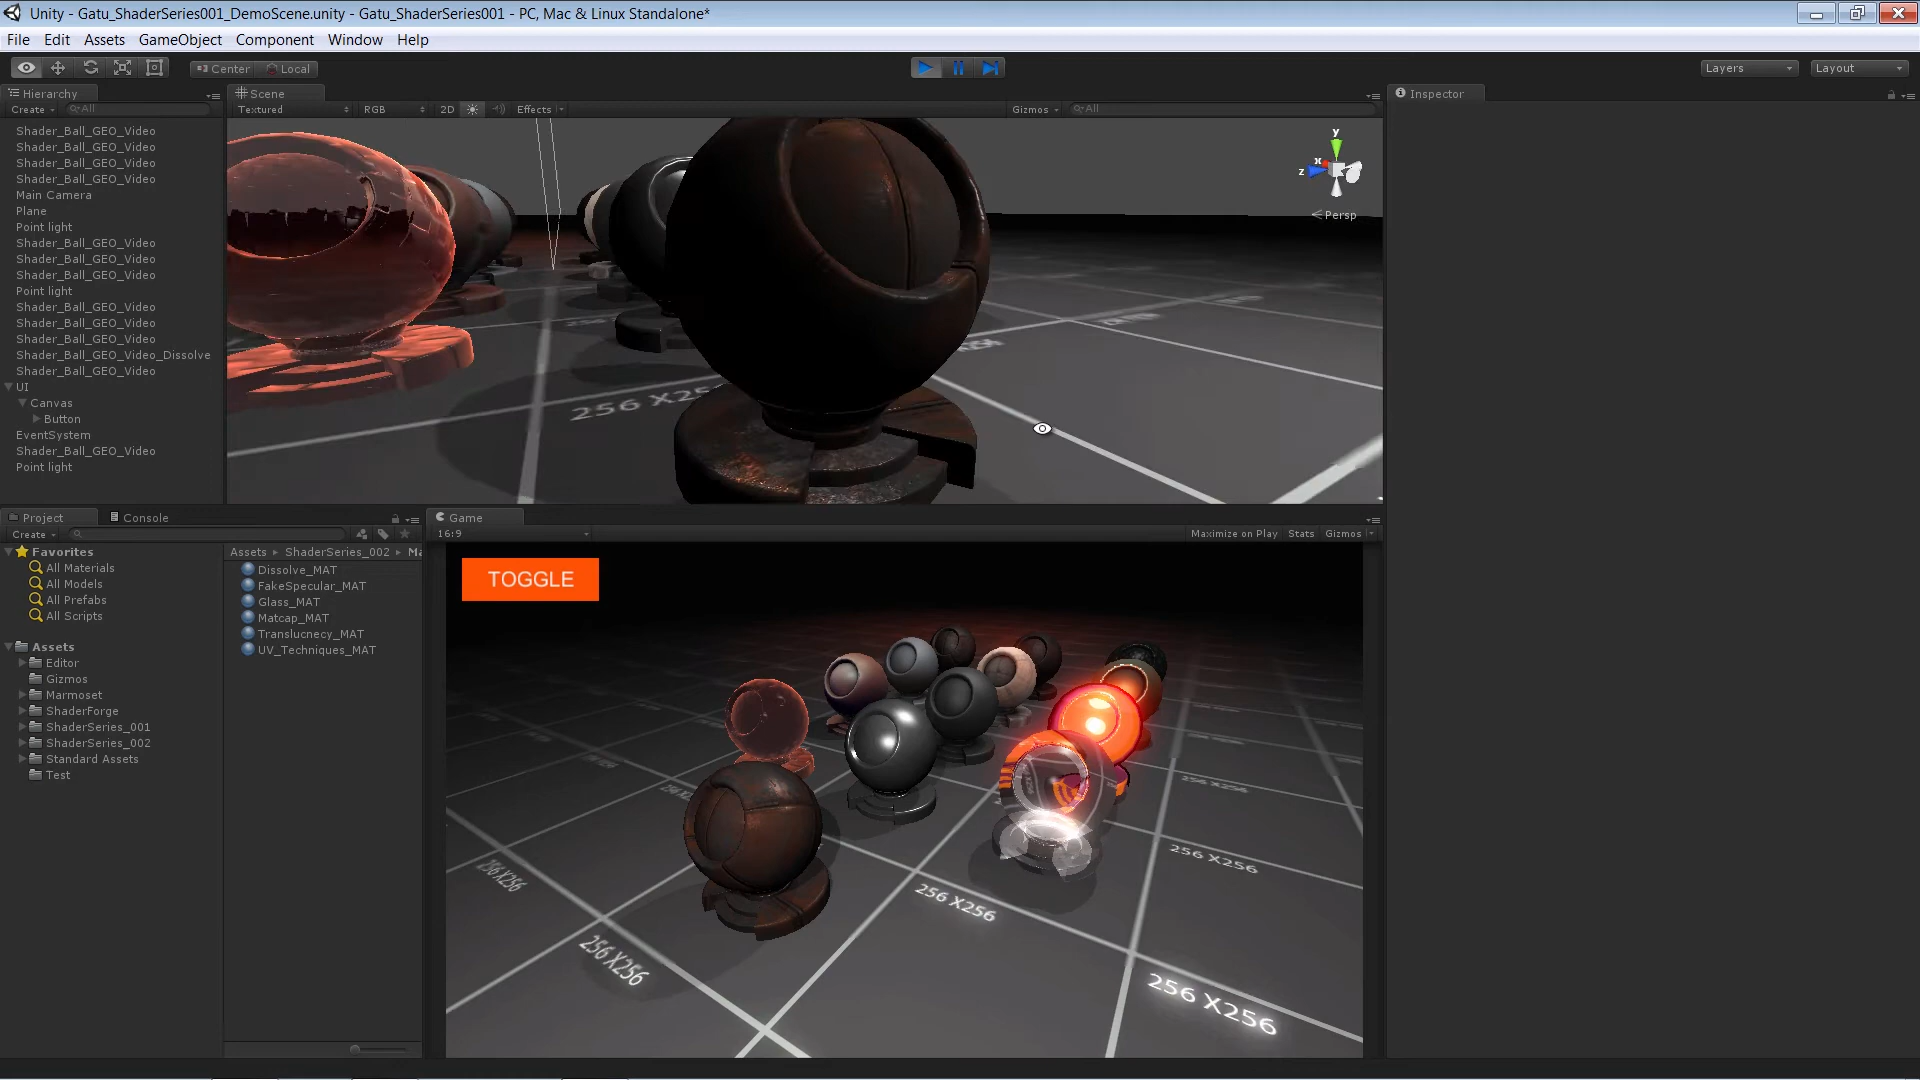 Unity - Gatu_ShaderSeries001_DemoScene.unity - Gatu_ShaderSeries001 - PC, Mac & Linux Standalone*
File Edit Assets GameObject Component Window Help
Center Local
Layers Layout
Hierarchy
Create All
Shader_Ball_GEO_Video
Shader_Ball_GEO_Video
Shader_Ball_GEO_Video
Shader_Ball_GEO_Video
Main Camera
Plane
Point light
Shader_Ball_GEO_Video
Shader_Ball_GEO_Video
Shader_Ball_GEO_Video
Point light
Shader_Ball_GEO_Video
Shader_Ball_GEO_Video
Shader_Ball_GEO_Video
Shader_Ball_GEO_Video_Dissolve
Shader_Ball_GEO_Video
UI
Canvas
Button
EventSystem
Shader_Ball_GEO_Video
Point light
Scene
Textured RGB 2D Effects Gizmos All
y
x
z
Persp
256 X25
Inspector
Project Console
Create
Favorites
All Materials
All Models
All Prefabs
All Scripts
Assets
Editor
Gizmos
Marmoset
ShaderForge
ShaderSeries_001
ShaderSeries_002
Standard Assets
Test
Assets ShaderSeries_002 Ma
Dissolve_MAT
FakeSpecular_MAT
Glass_MAT
Matcap_MAT
Translucnecy_MAT
UV_Techniques_MAT
Game
16:9 Maximize on Play Stats Gizmos
TOGGLE
256 X256
256 X256
256 X256
256 X256
256 X256